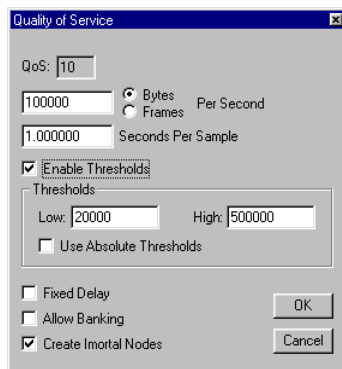 Quality of Service
QoS: 10
100000 Bytes
Frames Per Second
1.000000 Seconds Per Sample
Enable Thresholds
Thresholds
Low: 20000 High: 500000
Use Absolute Thresholds
Fixed Delay
Allow Banking
Create Imortal Nodes
OK
Cancel